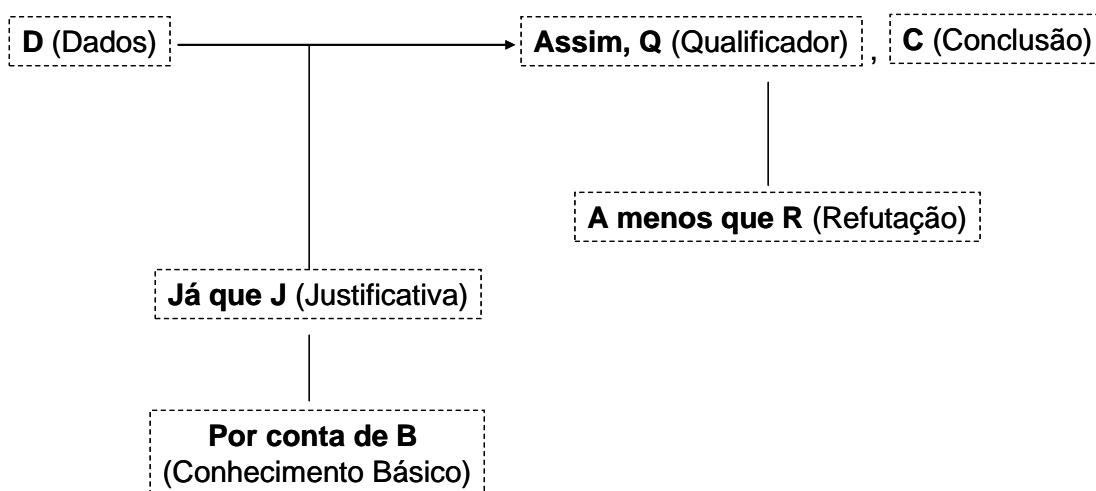 D (Dados)
Assim, Q (Qualificador) , C (Conclusão)
A menos que R (Refutação)
Já que J (Justificativa)
Por conta de B
(Conhecimento Básico)